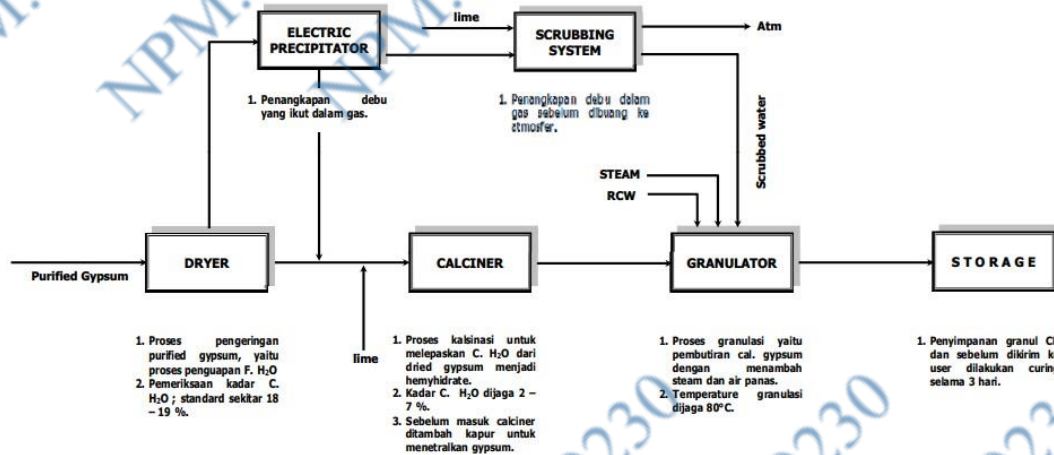 NPM.
NPM.
NPM.
lime
ELECTRIC
PRECIPITATOR
SCRUBBING
SYSTEM
Atm
1. Penangkapan debu
yang ikut dalam gas.
1. Penangkapan debu dalam
gas sebelum dibuang ke
atmosfer.
Scrubbed water
STEAM
RCW
Purified Gypsum
DRYER
CALCINER
GRANULATOR
STORAGE
lime
1. Proses pengeringan
purified gypsum, yaitu
proses penguapan F. H2O
2. Pemeriksaan kadar C.
H2O ; standard sekitar 18
– 19 %.
1. Proses kalsinasi untuk
melepaskan C. H2O dari
dried gypsum menjadi
hemyhidrate.
2. Kadar C. H2O dijaga 2 –
7 %.
3. Sebelum masuk calciner
ditambah kapur untuk
menetralkan gypsum.
1. Proses granulasi yaitu
pembutiran cal. gypsum
dengan menambah
steam dan air panas.
2. Temperature granulasi
dijaga 80°C.
1. Penyimpanan granul
dan sebelum dikirim
user dilakukan
selama 3 hari.
0230
0230